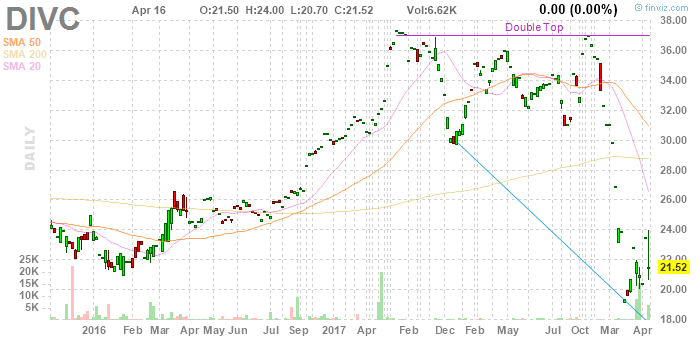 DIVC Apr 16 O:21.50 H:24.00 L:20.70 C:21.52 Vol:6.62K 0.00 (0.00%) © finviz.com
SMA 50
SMA 200
SMA 20
DAILY
Double Top
38.00
36.00
34.00
32.00
30.00
28.00
26.00
24.00
22.00
21.52
20.00
18.00
25K
20K
15K
10K
5K
2016 Feb Mar Apr May Jun Jul Sep 2017 Feb Dec Feb May Jul Oct Mar Apr